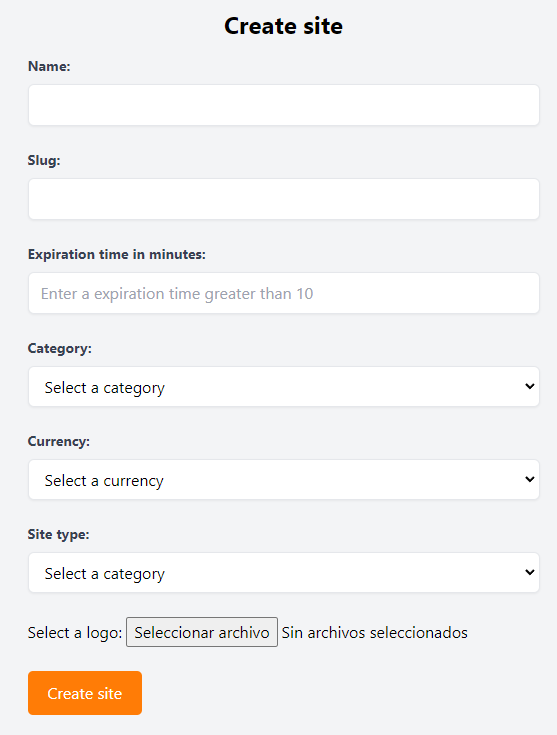 Create site
Name:
Slug:
Expiration time in minutes:
Enter a expiration time greater than 10
Category:
Select a category
Currency:
Select a currency
Site type:
Select a category
Select a logo: Seleccionar archivo Sin archivos seleccionados
Create site